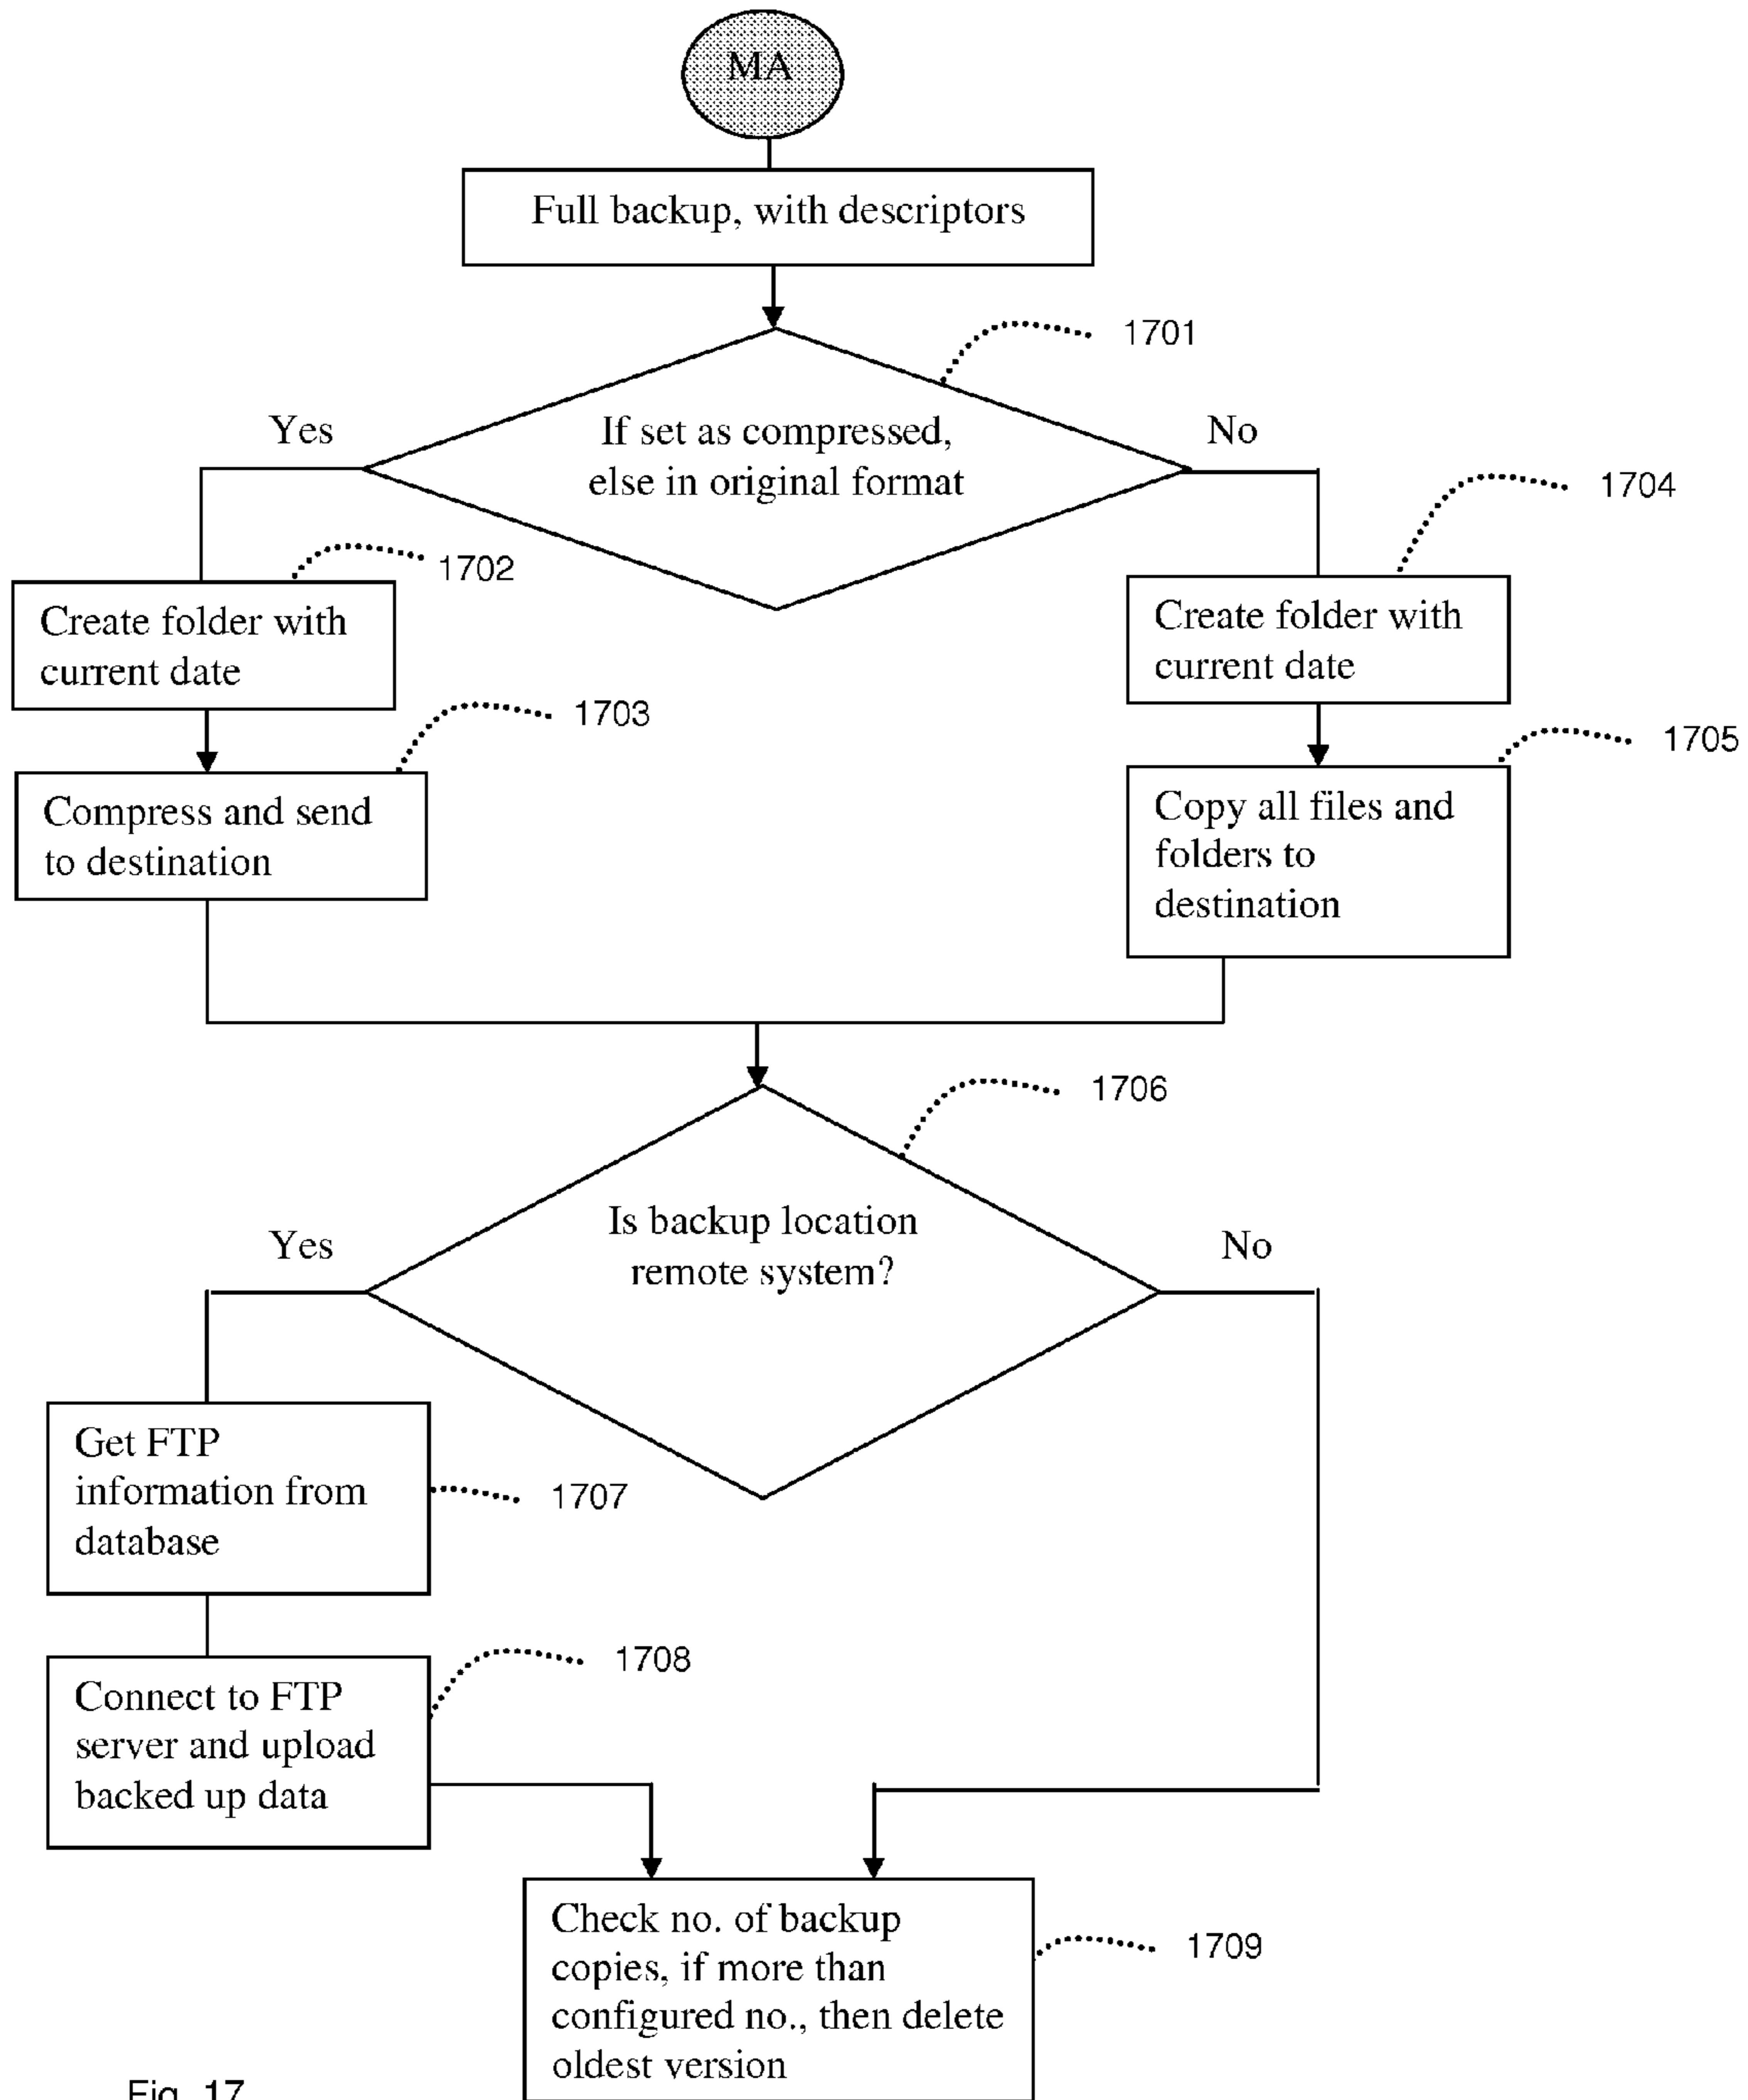 MA
Full backup, with descriptors
1701
Yes
If set as compressed,
else in original format
No
1704
1702
Create folder with
current date
Create folder with
current date
1703
1705
Compress and send
to destination
Copy all files and
folders to
destination
1706
Is backup location
remote system?
Yes
No
Get FTP
information from
database
1707
1708
Connect to FTP
server and upload
backed up data
Check no. of backup
copies, if more than
configured no., then delete
oldest version
1709
Fig. 17